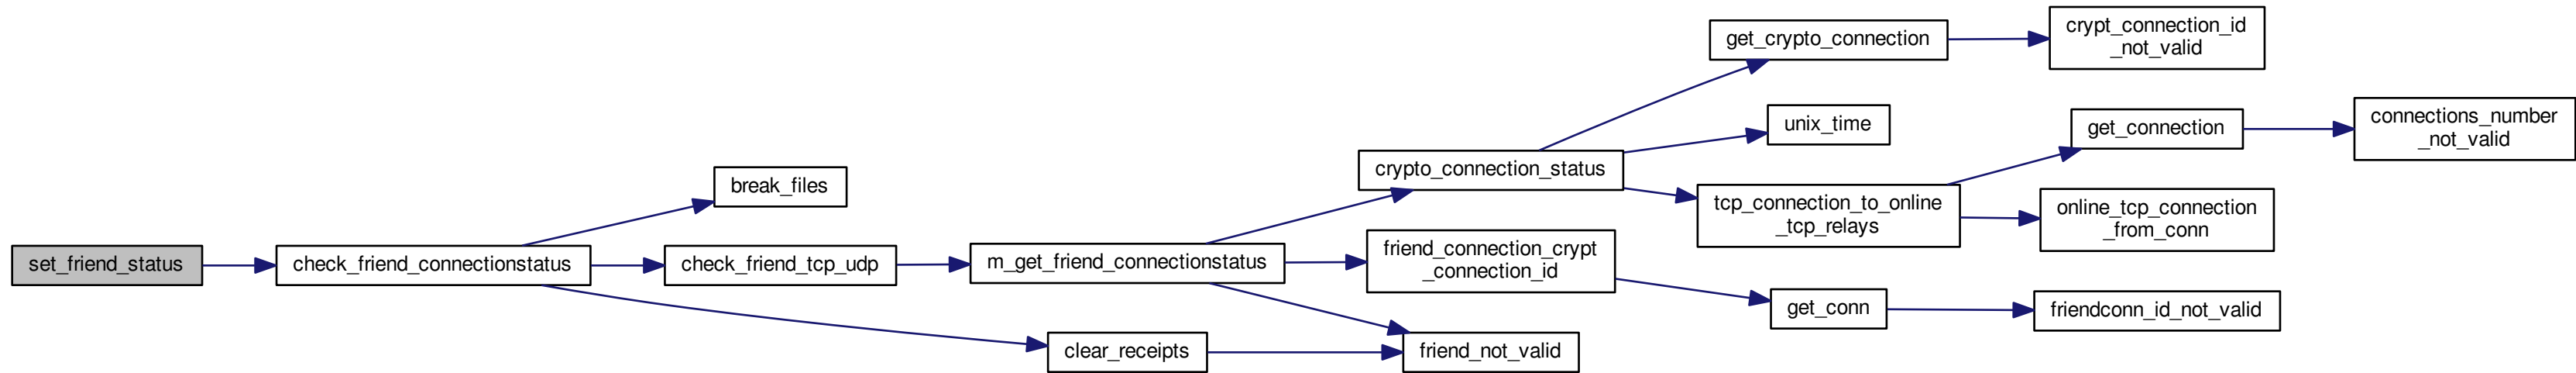 set_friend_status
check_friend_connectionstatus
break_files
check_friend_tcp_udp
clear_receipts
m_get_friend_connectionstatus
crypto_connection_status
friend_connection_crypt
_connection_id
friend_not_valid
get_crypto_connection
unix_time
tcp_connection_to_online
_tcp_relays
get_conn
crypt_connection_id
_not_valid
get_connection
online_tcp_connection
_from_conn
friendconn_id_not_valid
connections_number
_not_valid